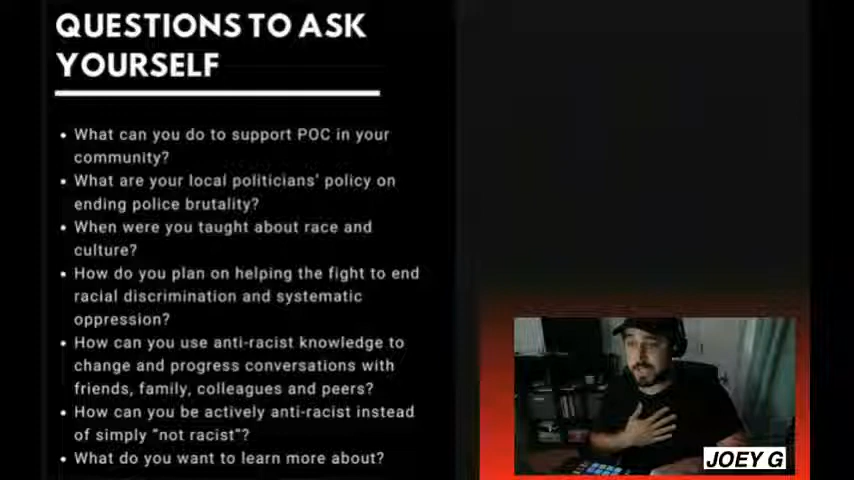 QUESTIONS TO ASK
YOURSELF
• What can you do to support POC in your
community?
• What are your local politicians' policy on
ending police brutality?
• When were you taught about race and
culture?
• How do you plan on helping the fight to end
racial discrimination and systematic
oppression?
• How can you use anti-racist knowledge to
change and progress conversations with
friends, family, colleagues and peers?
• How can you be actively anti-racist instead
of simply "not racist"?
• What do you want to learn more about?
JOEY G